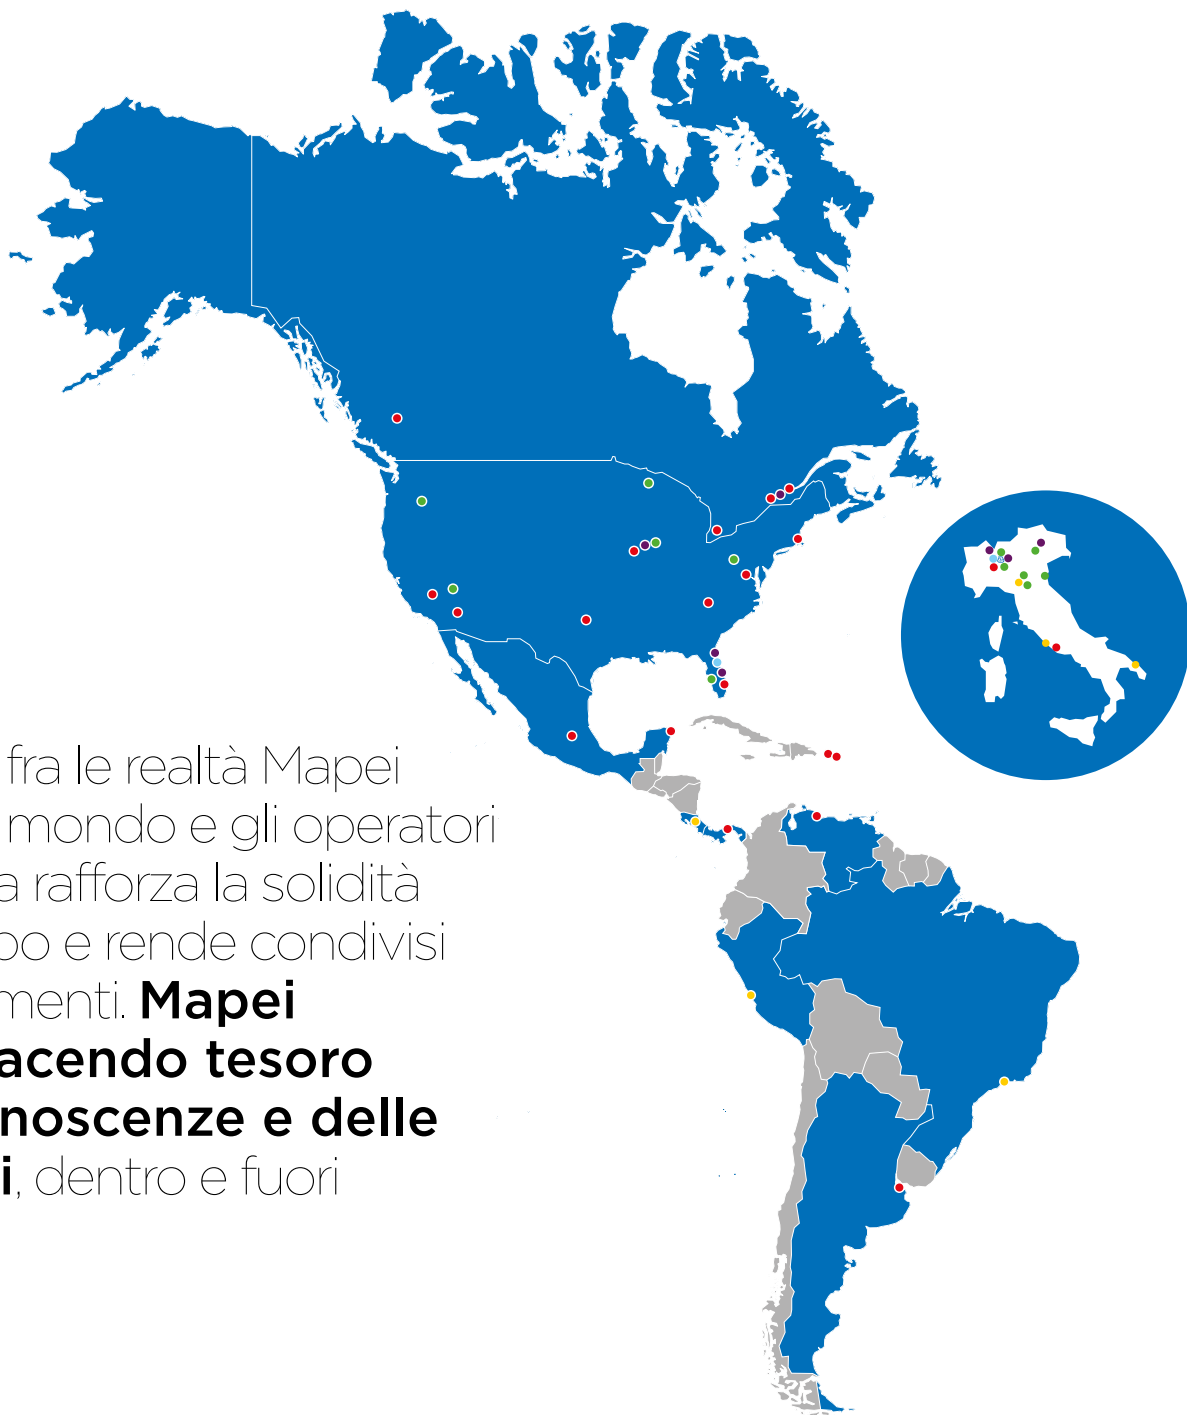 fra le realtà Mapei
mondo e gli operatori
a rafforza la solidità
po e rende condivisi
menti. Mapei
acendo tesoro
noscenze e delle
i, dentro e fuori